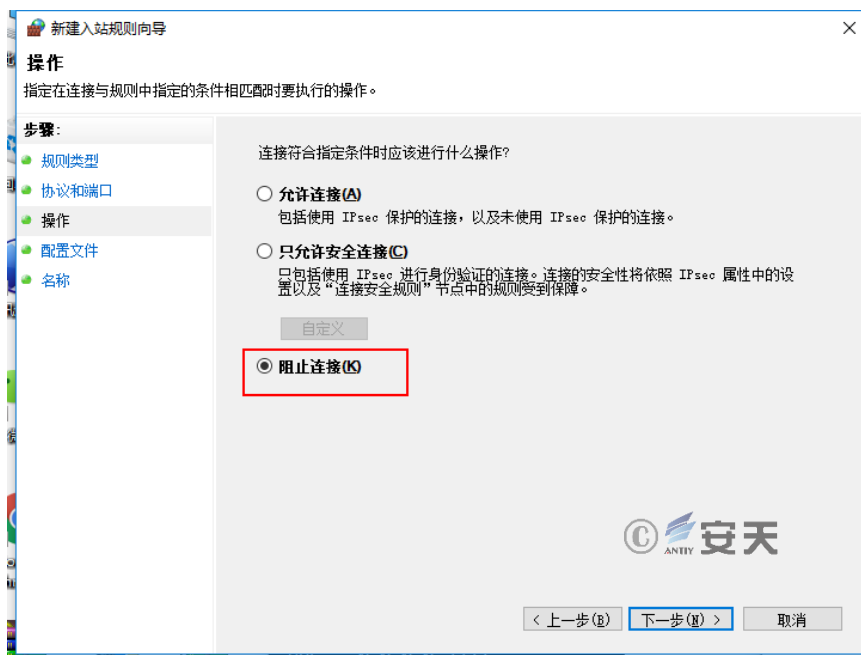 新建入站规则向导
操作
指定在连接与规则中指定的条件相匹配时要执行的操作。
步骤:
规则类型
协议和端口
操作
配置文件
名称
连接符合指定条件时应该进行什么操作?
允许连接(A)
包括使用 IPsec 保护的连接，以及未使用 IPsec 保护的连接。
只允许安全连接(C)
只包括使用 IPsec 进行身份验证的连接。连接的安全性将依照 IPsec 属性中的设
置以及“连接安全规则”节点中的规则受到保障。
自定义
阻止连接(K)
© ANTIY 安天
< 上一步(B)
下一步(N) >
取消